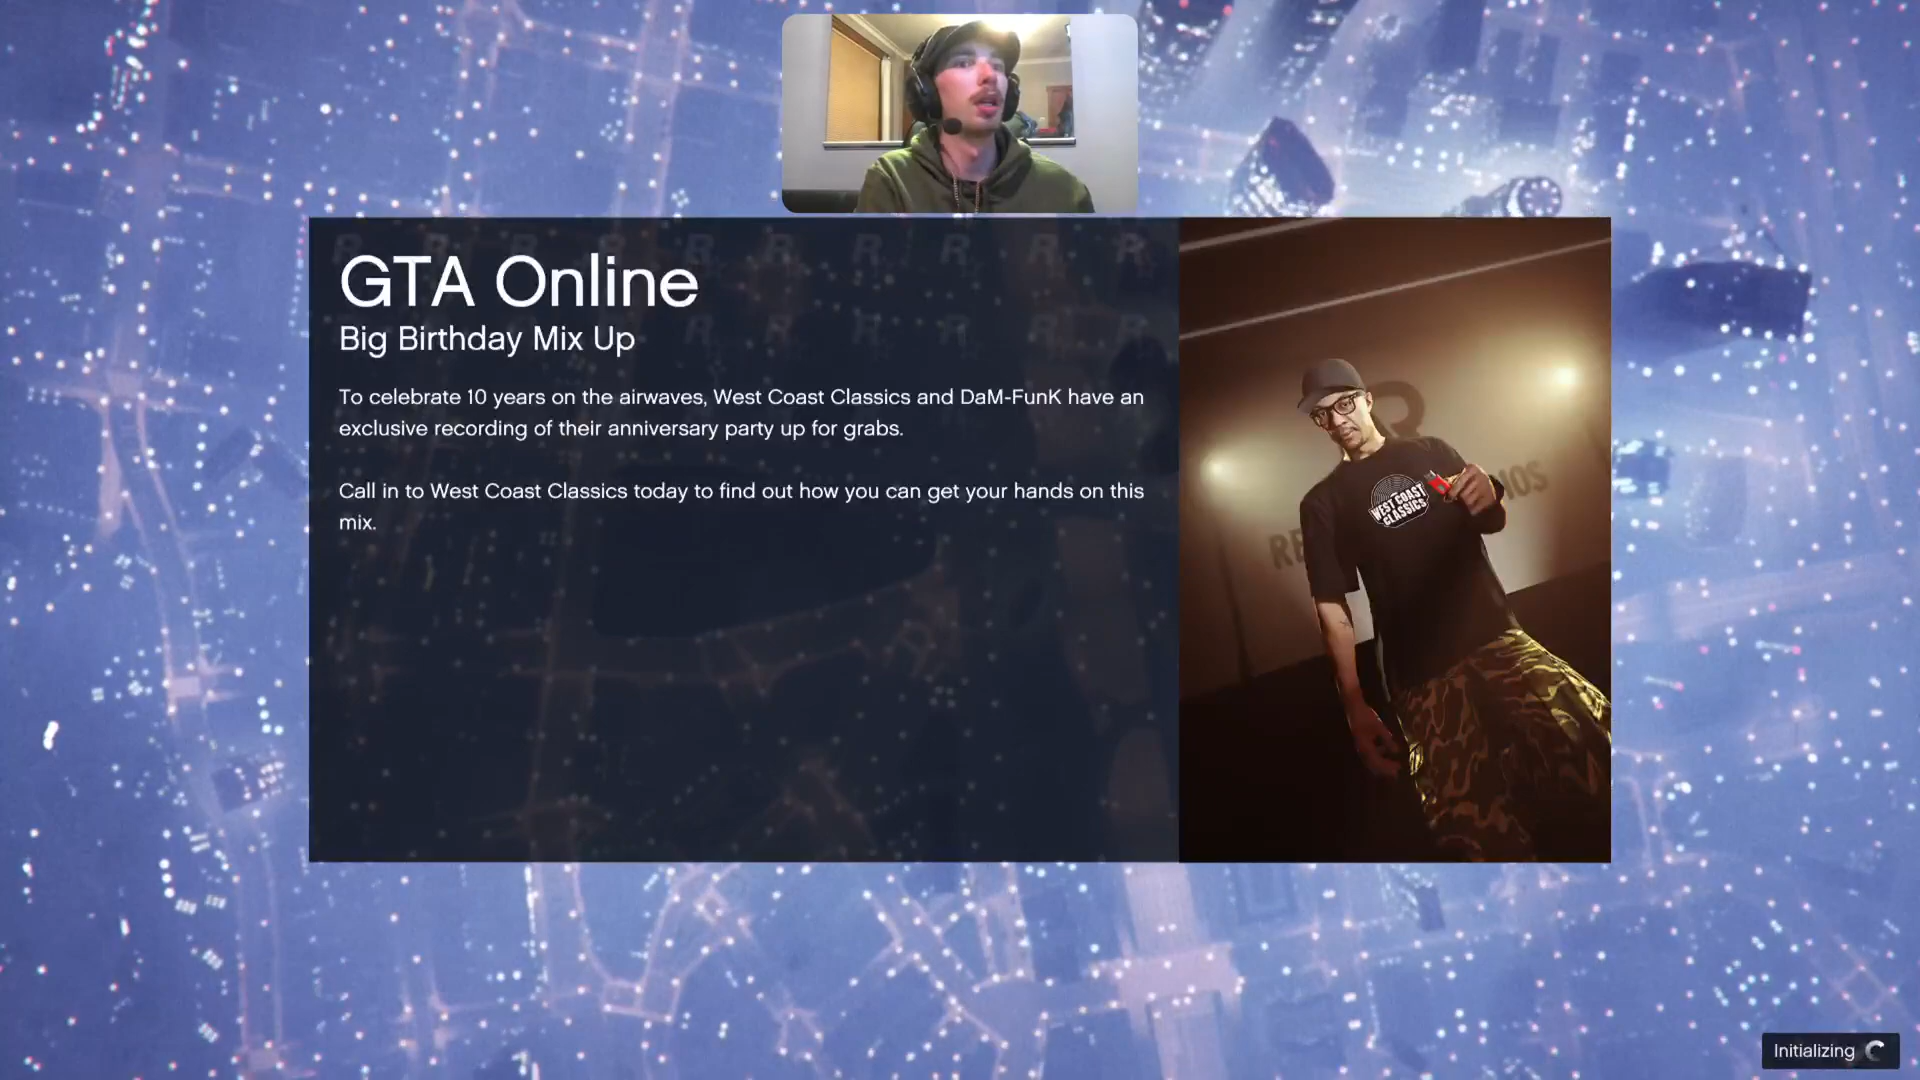 GTA Online
Big Birthday Mix Up
To celebrate 10 years on the airwaves, West Coast Classics and DaM-FunK have an
exclusive recording of their anniversary party up for grabs.
Call in to West Coast Classics today to find out how you can get your hands on this
mix.
WEST COAST
CLASSICS
Initializing